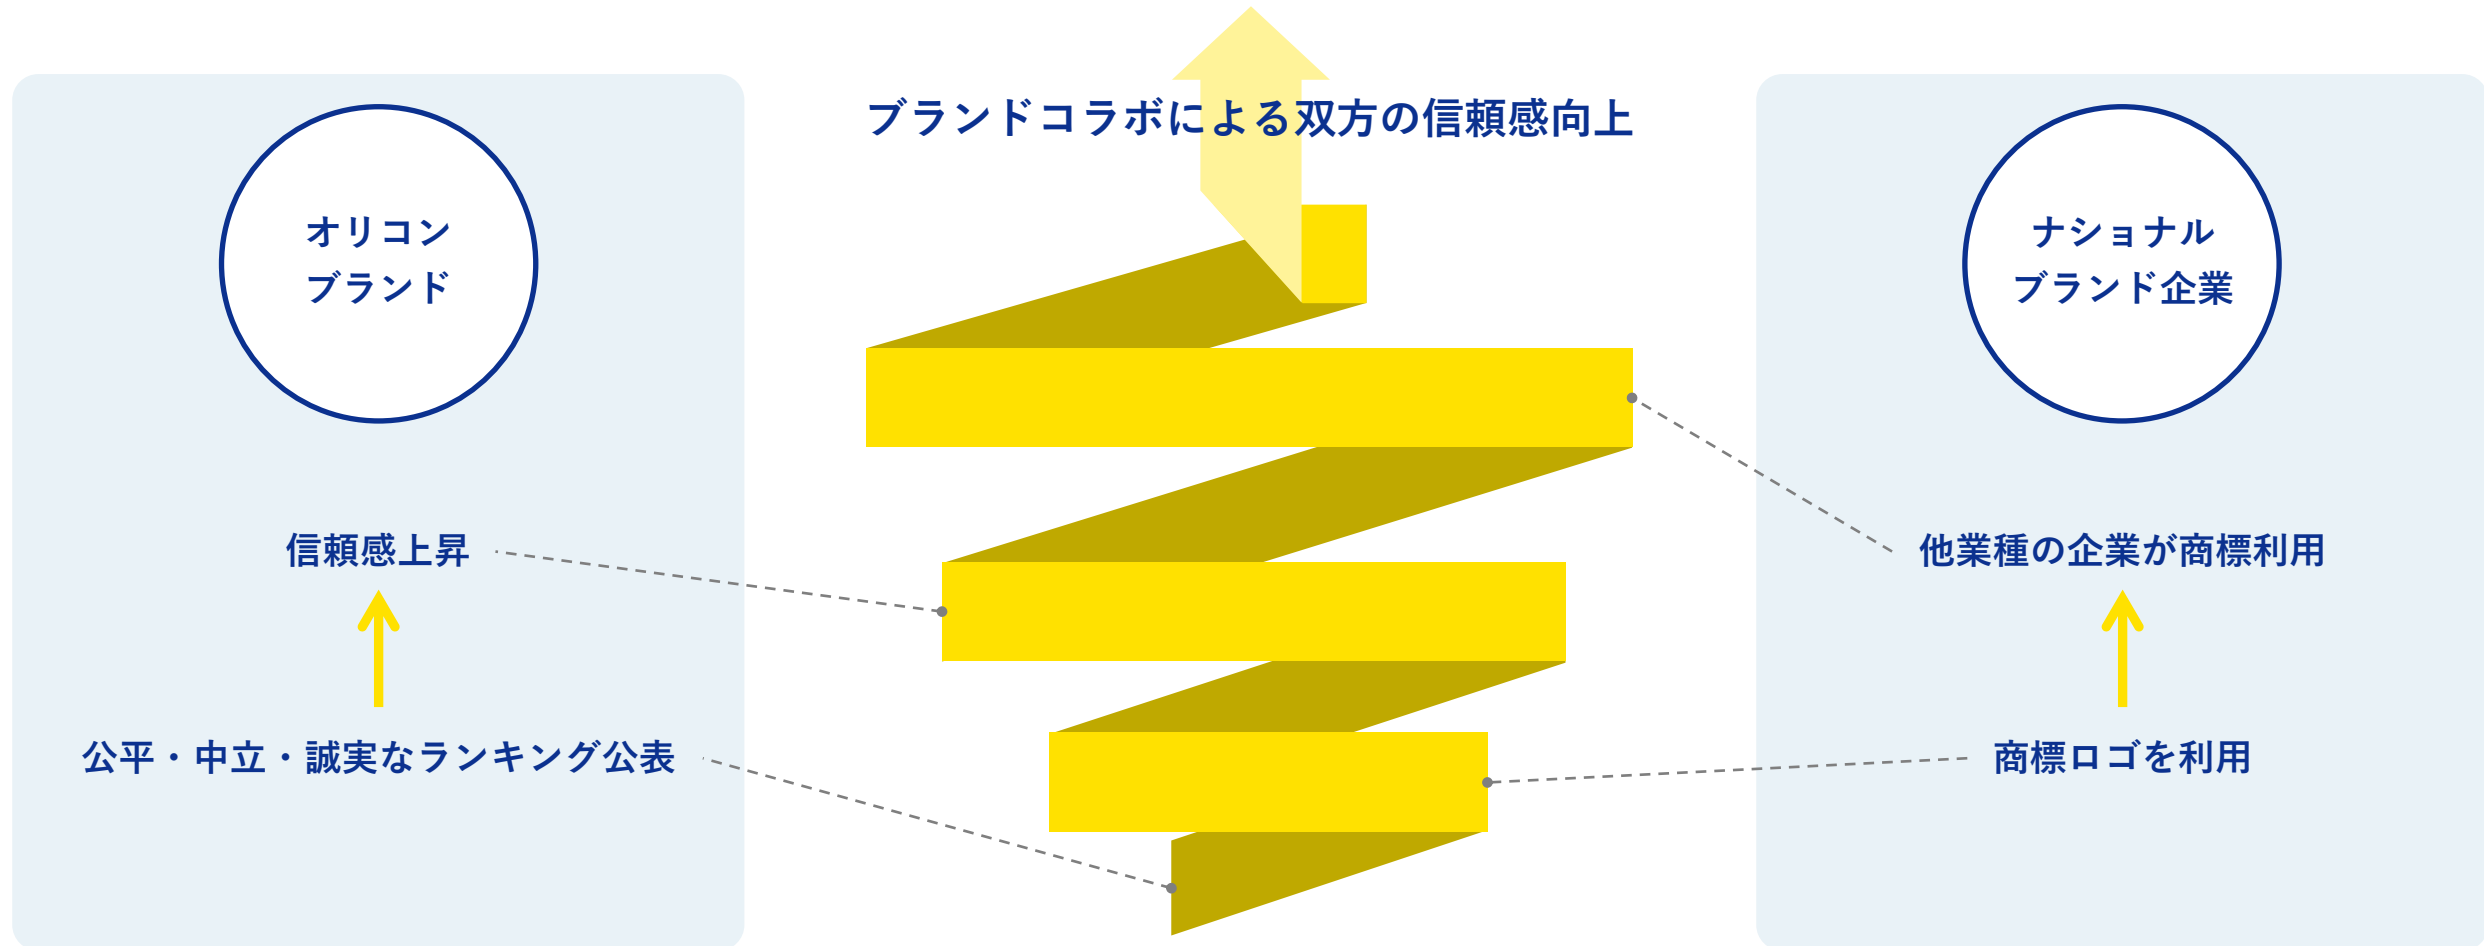 ブランドコラボによる双方の信頼感向上
オリコン
ブランド
信頼感上昇
公平・中立・誠実なランキング公表
ナショナル
ブランド企業
他業種の企業が商標利用
商標ロゴを利用